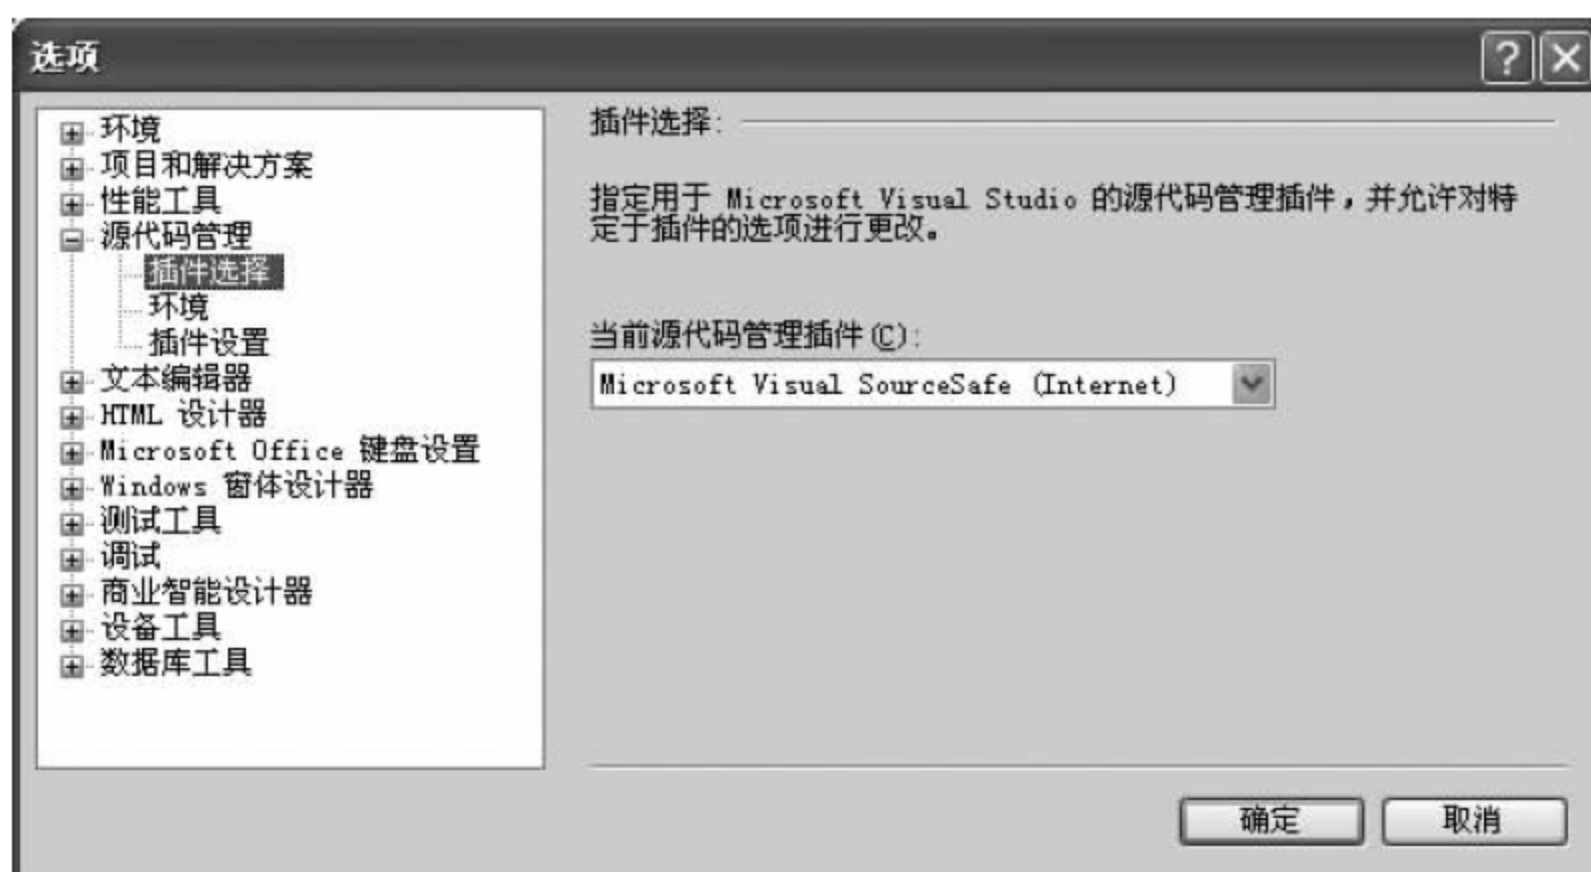 选项
环境
项目和解决方案
性能工具
源代码管理
插件选择
环境
插件设置
文本编辑器
HTML 设计器
Microsoft Office 键盘设置
Windows 窗体设计器
测试工具
调试
商业智能设计器
设备工具
数据库工具
插件选择:
指定用于 Microsoft Visual Studio 的源代码管理插件，并允许对特
定于插件的选项进行更改。
当前源代码管理插件(C):
Microsoft Visual SourceSafe (Internet)
确定
取消